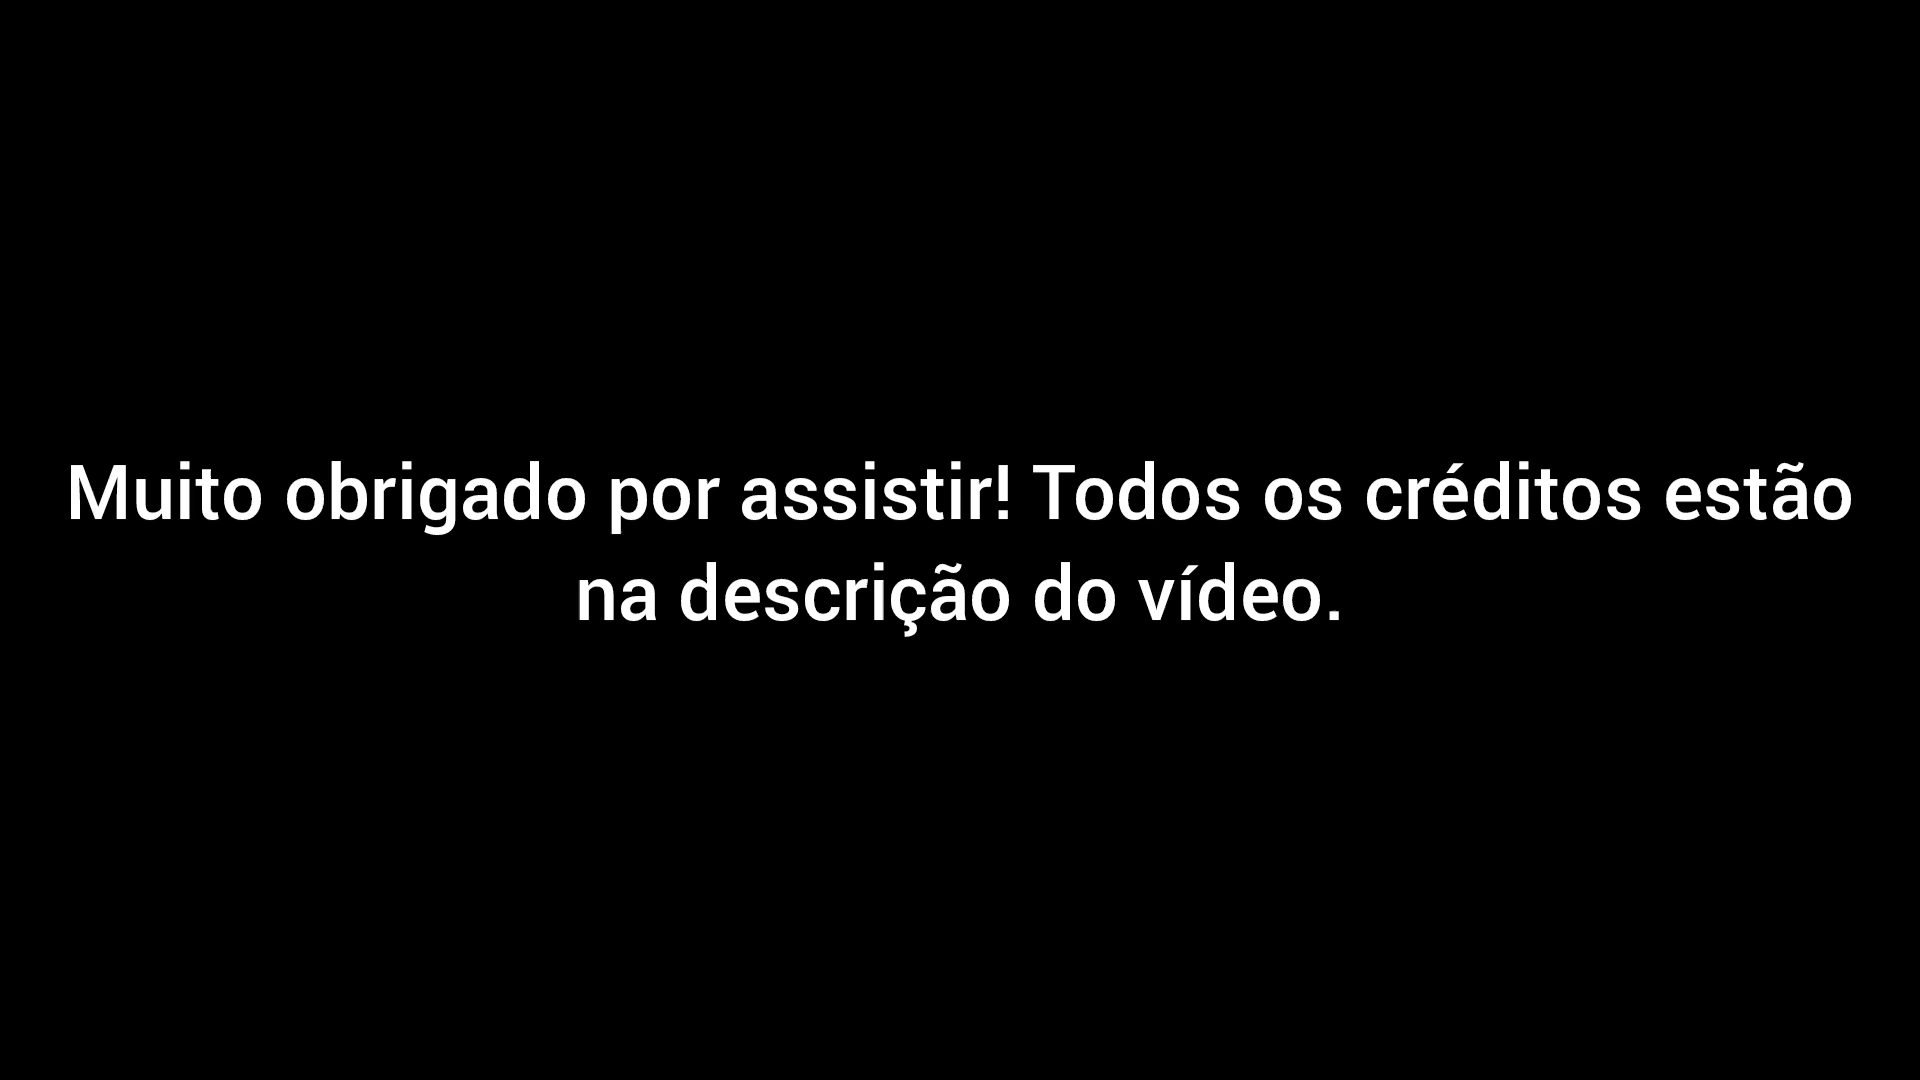 Muito obrigado por assistir! Todos os créditos estão
na descrição do vídeo.